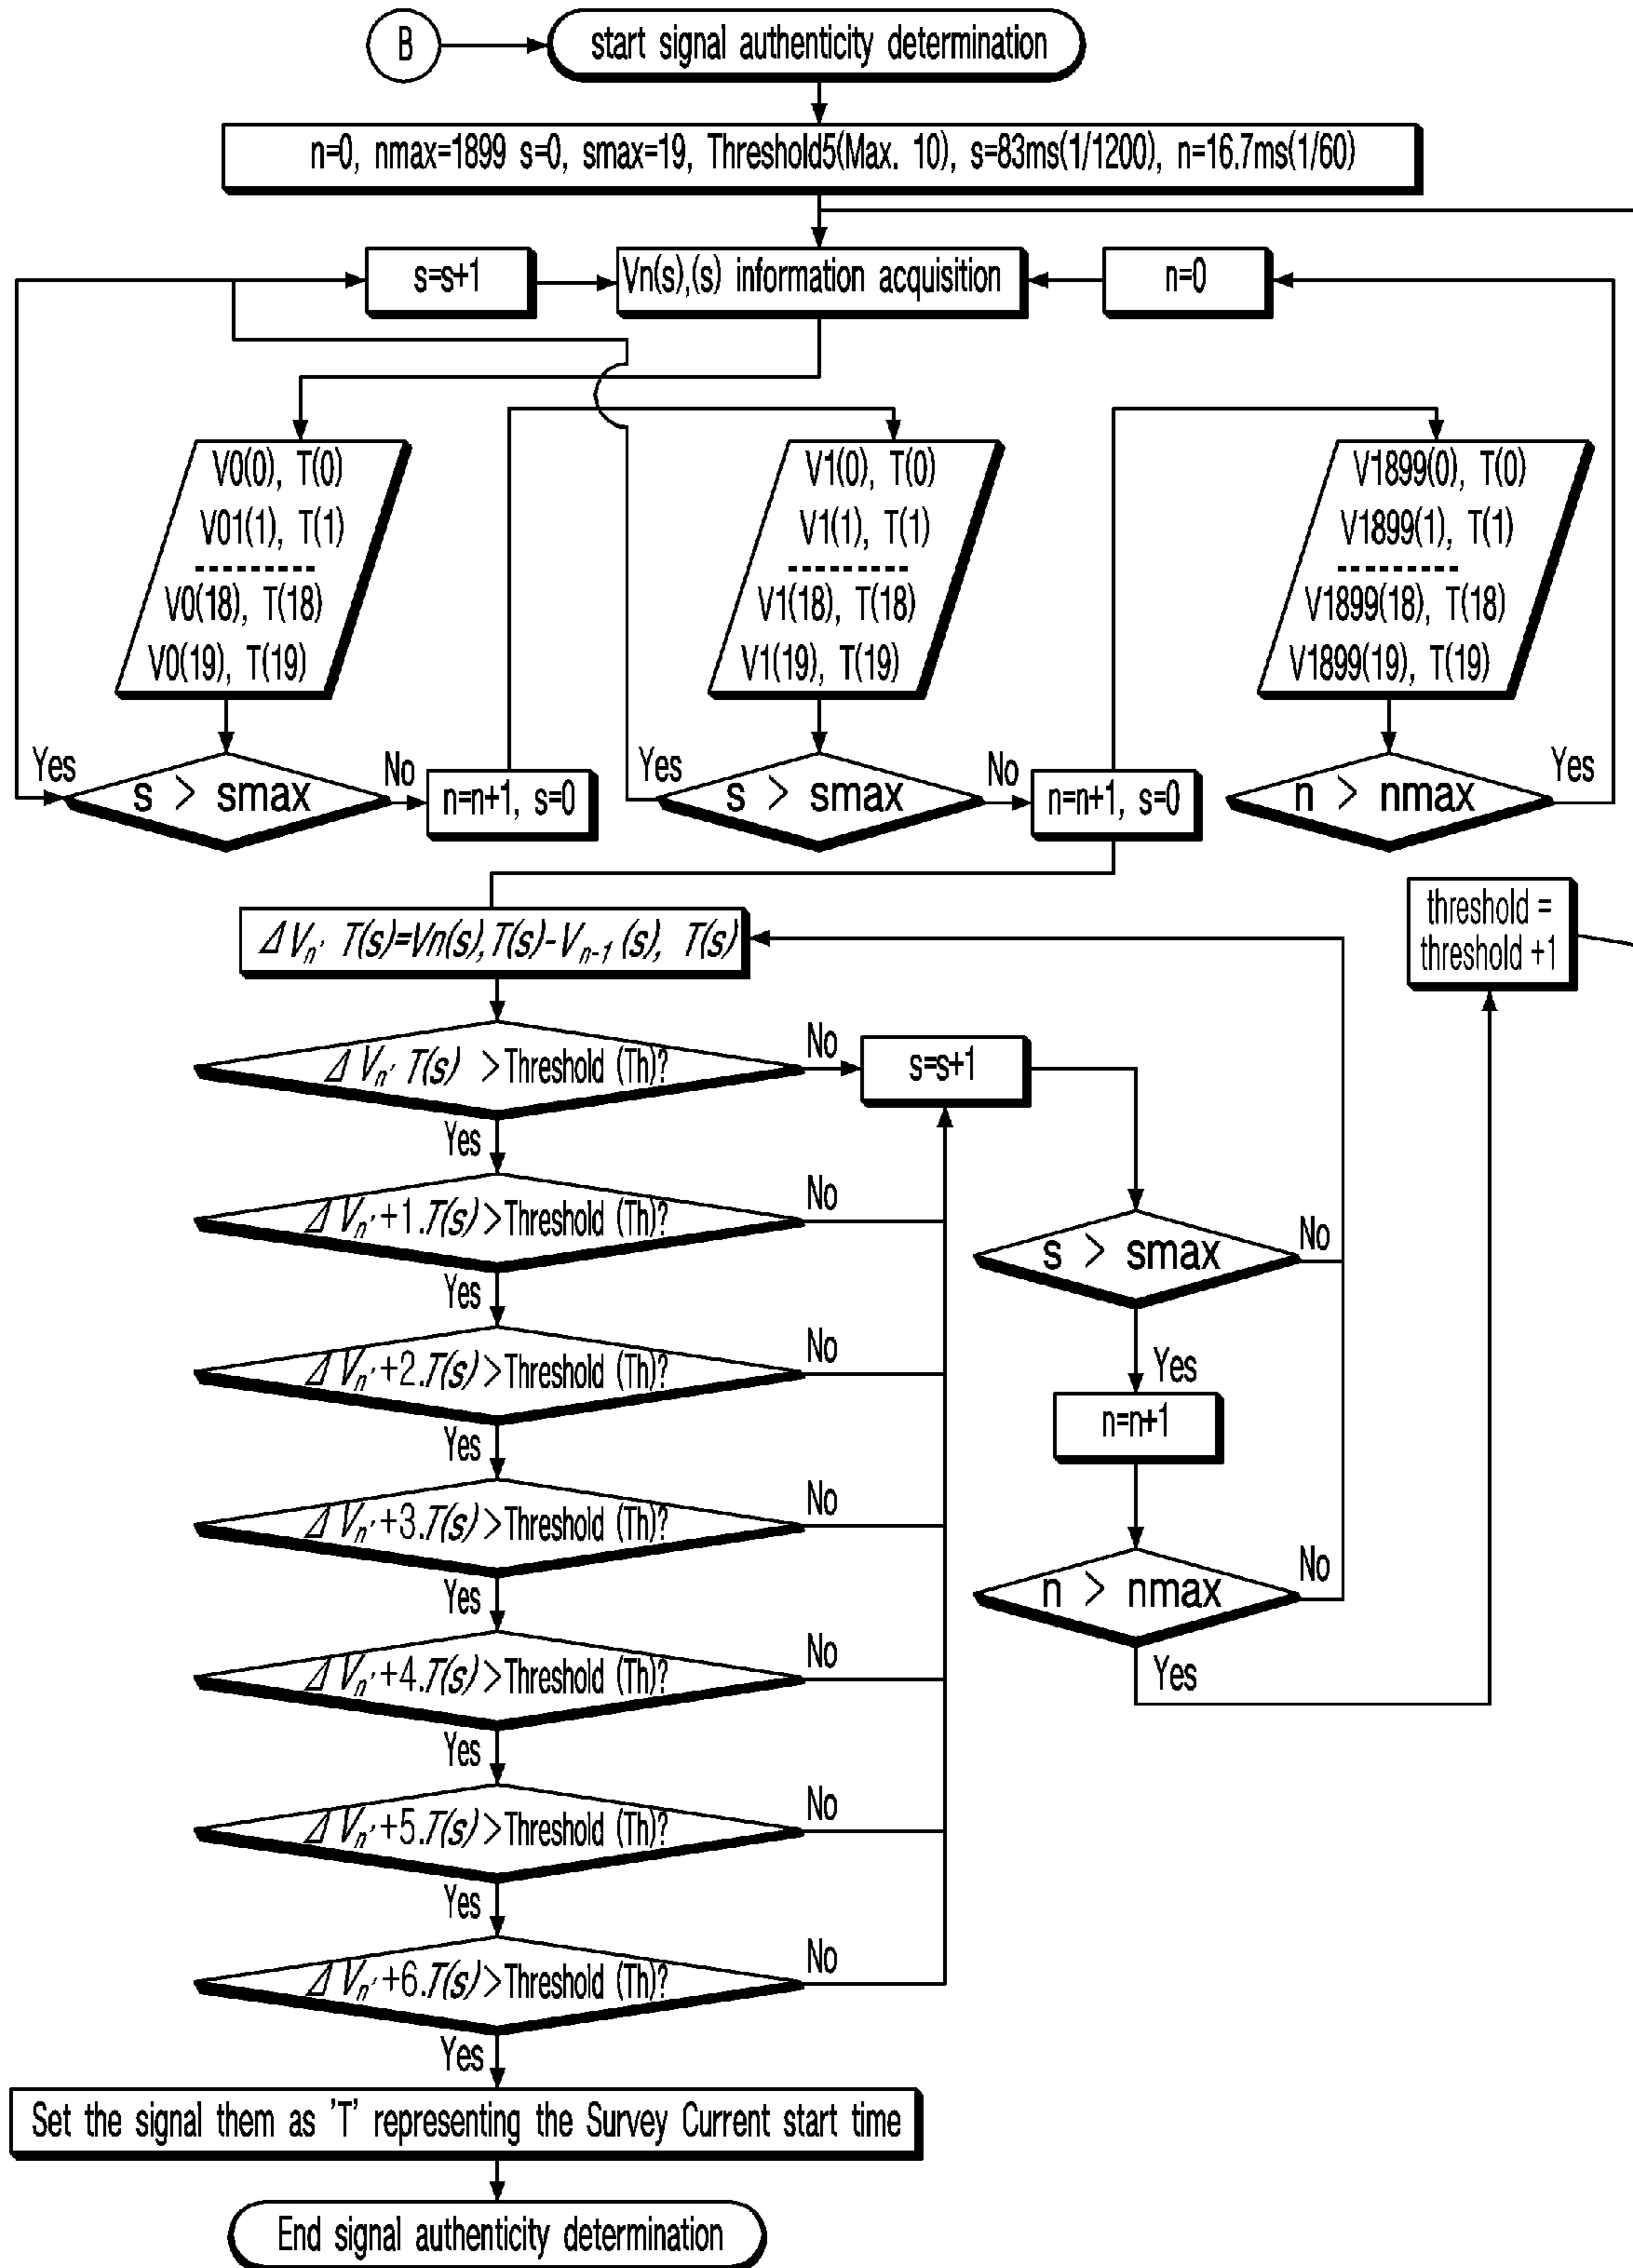 B
start signal authenticity determination
n=0, nmax=1899 s=0, smax=19, Threshold5(Max. 10), s=83ms(1/1200), n=16.7ms(1/60)
s=s+1
Vn(s),(s) information acquisition
n=0
V0(0), T(0)
V01(1), T(1)
V0(18), T(18)
V0(19), T(19)
V1(0), T(0)
V1(1), T(1)
V1(18), T(18)
V1(19), T(19)
V1899(0), T(0)
V1899(1), T(1)
V1899(18), T(18)
V1899(19), T(19)
Yes
s > smax
No
n=n+1, s=0
Yes
s > smax
No
n=n+1, s=0
n > nmax
Yes
threshold =
threshold +1
ΔVn' T(s)=Vn(s),T(s)-Vn-1 (s), T(s)
ΔVn' T(s) >Threshold (Th)?
No
s=s+1
Yes
ΔVn'+1.T(s)>Threshold (Th)?
No
s > smax
No
Yes
ΔVn'+2.T(s)>Threshold (Th)?
No
Yes
n=n+1
Yes
ΔVn'+3.T(s)>Threshold (Th)?
No
n > nmax
No
Yes
Yes
ΔVn'+4.T(s)>Threshold (Th)?
No
Yes
ΔVn'+5.T(s)>Threshold (Th)?
No
Yes
ΔVn'+6.T(s)>Threshold (Th)?
No
Yes
Set the signal them as 'T' representing the Survey Current start time
End signal authenticity determination